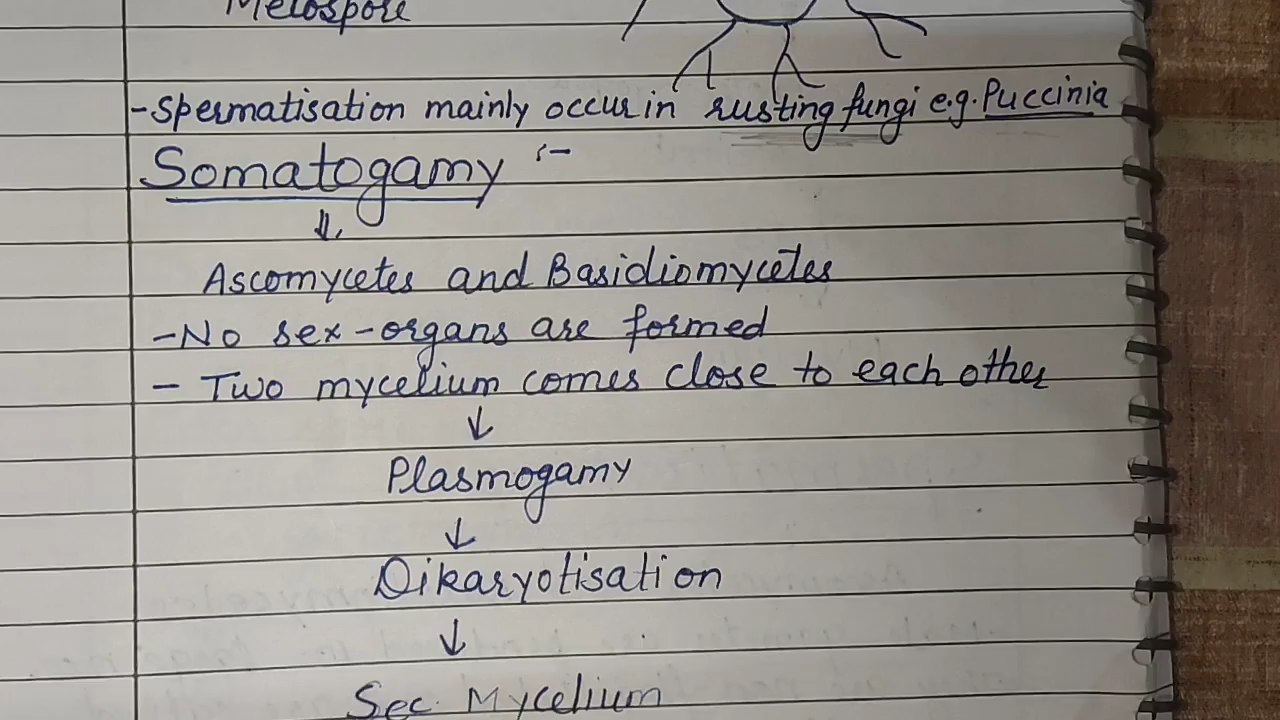 Meiospore
-Spermatisation mainly occur in rusting fungi e.g. Puccinia
Somatogamy :-
↓
Ascomycetes and Basidiomycetes
-No sex-organs are formed
- Two mycelium comes close to each other
↓
Plasmogamy
↓
Dikaryotisation
↓
Sec. Mycelium